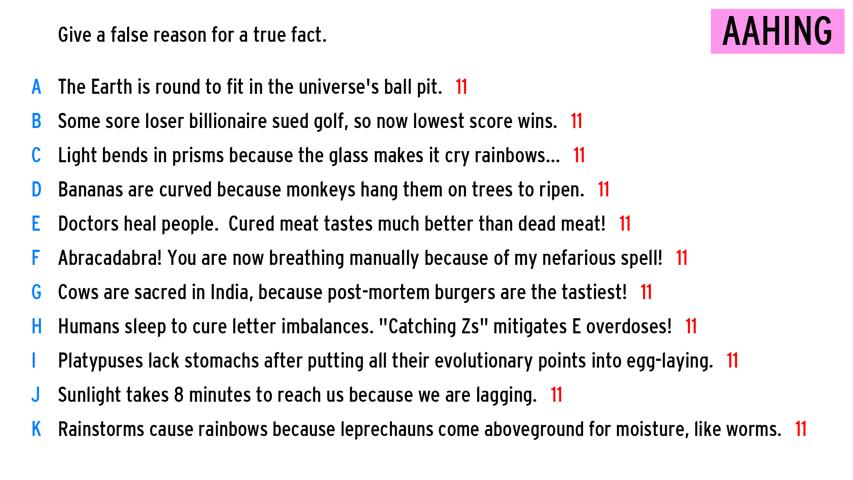 Give a false reason for a true fact.
AAHING
A The Earth is round to fit in the universe's ball pit. 11
B Some sore loser billionaire sued golf, so now lowest score wins. 11
C Light bends in prisms because the glass makes it cry rainbows... 11
D Bananas are curved because monkeys hang them on trees to ripen. 11
E Doctors heal people.  Cured meat tastes much better than dead meat! 11
F Abracadabra! You are now breathing manually because of my nefarious spell! 11
G Cows are sacred in India, because post-mortem burgers are the tastiest! 11
H Humans sleep to cure letter imbalances. "Catching Zs" mitigates E overdoses! 11
I Platypuses lack stomachs after putting all their evolutionary points into egg-laying. 11
J Sunlight takes 8 minutes to reach us because we are lagging. 11
K Rainstorms cause rainbows because leprechauns come aboveground for moisture, like worms. 11